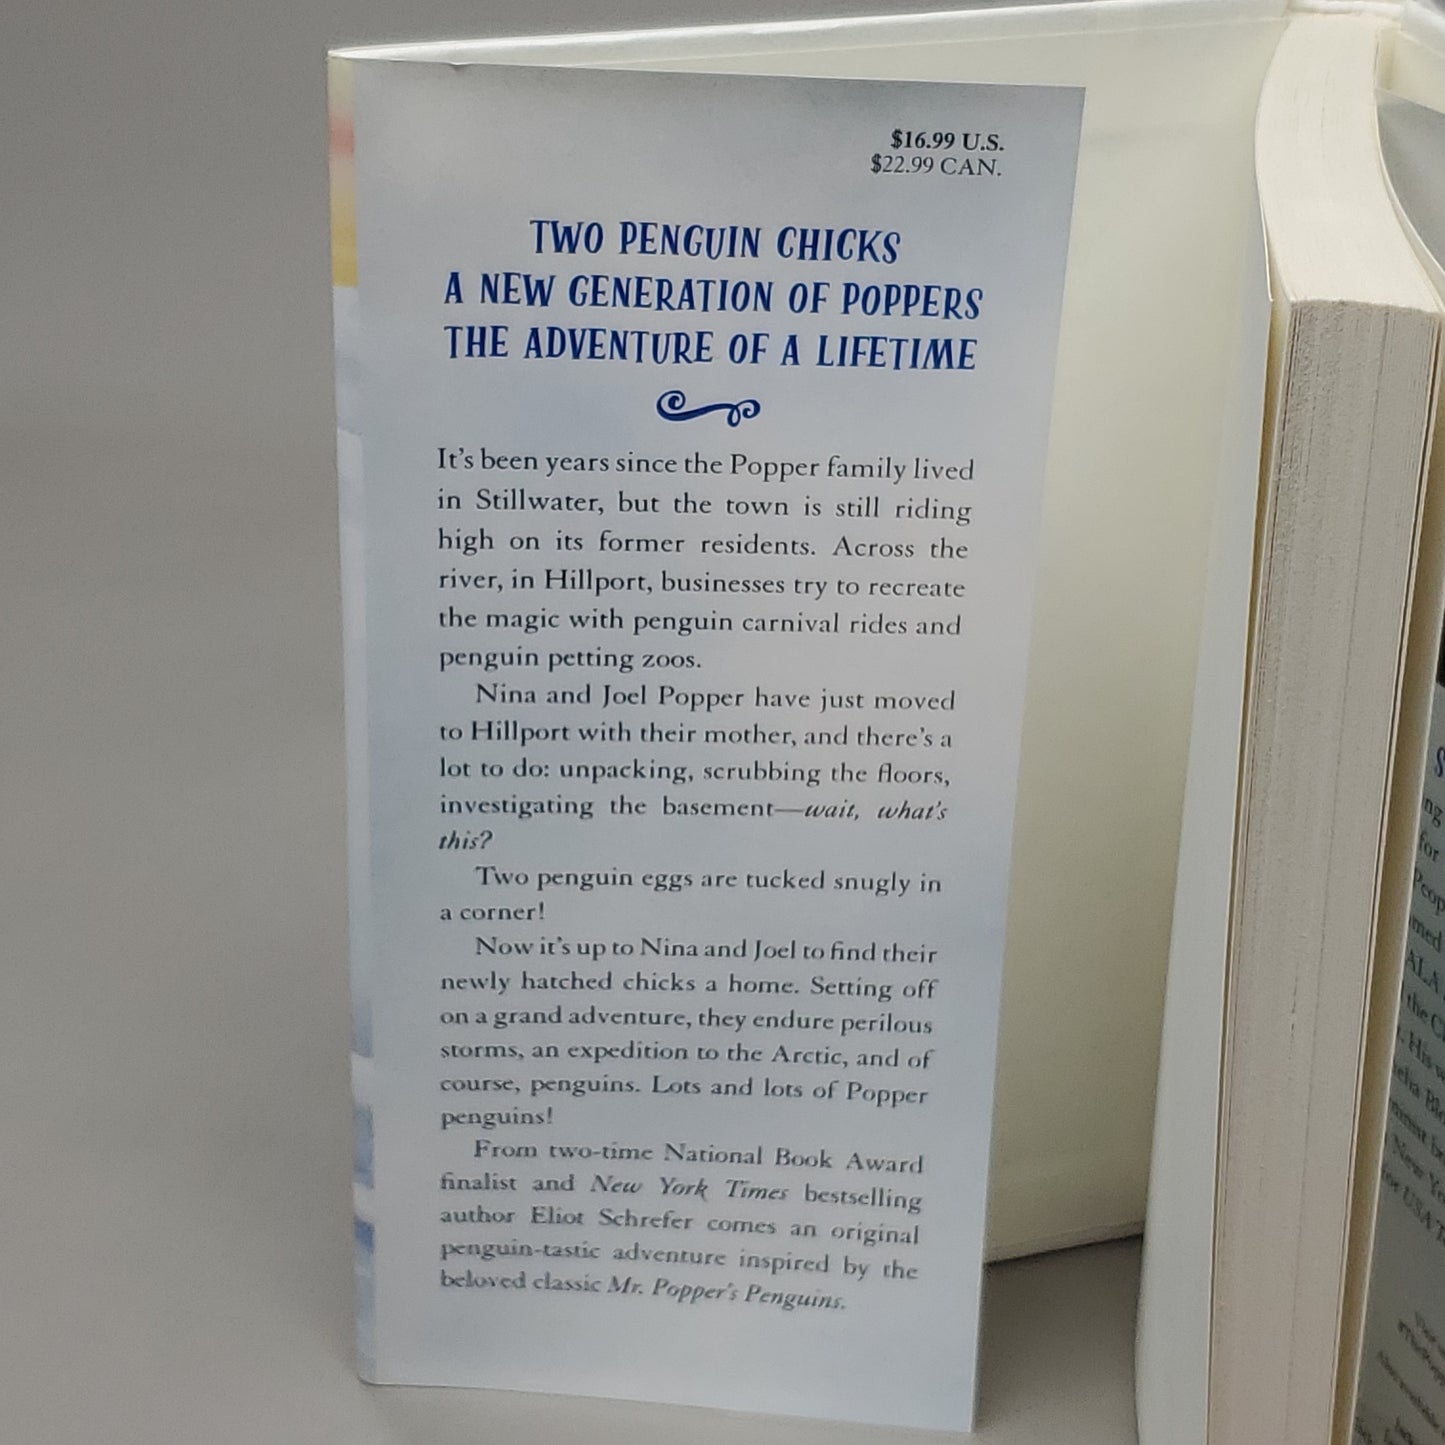 $16.99 U.S.
$22.99 CAN.
TWO PENGUIN CHICKS
A NEW GENERATION OF POPPERS
THE ADVENTURE OF A LIFETIME
It's been years since the Popper family lived
in Stillwater, but the town is still riding
high on its former residents. Across the
river, in Hillport, businesses try to recreate
the magic with penguin carnival rides and
penguin petting zoos.
Nina and Joel Popper have just moved
to Hillport with their mother, and there's a
lot to do: unpacking, scrubbing the floors,
investigating the basement—wait, what's
this?
Two penguin eggs are tucked snugly in
a corner!
Now it's up to Nina and Joel to find their
newly hatched chicks a home. Setting off
on a grand adventure, they endure perilous
storms, an expedition to the Arctic, and of
course, penguins. Lots and lots of Popper
penguins!
From two-time National Book Award
finalist and New York Times bestselling
author Eliot Schrefer comes an original
penguin-tastic adventure inspired by the
beloved classic Mr. Popper's Penguins.
for
ALA
the
His
New
USA